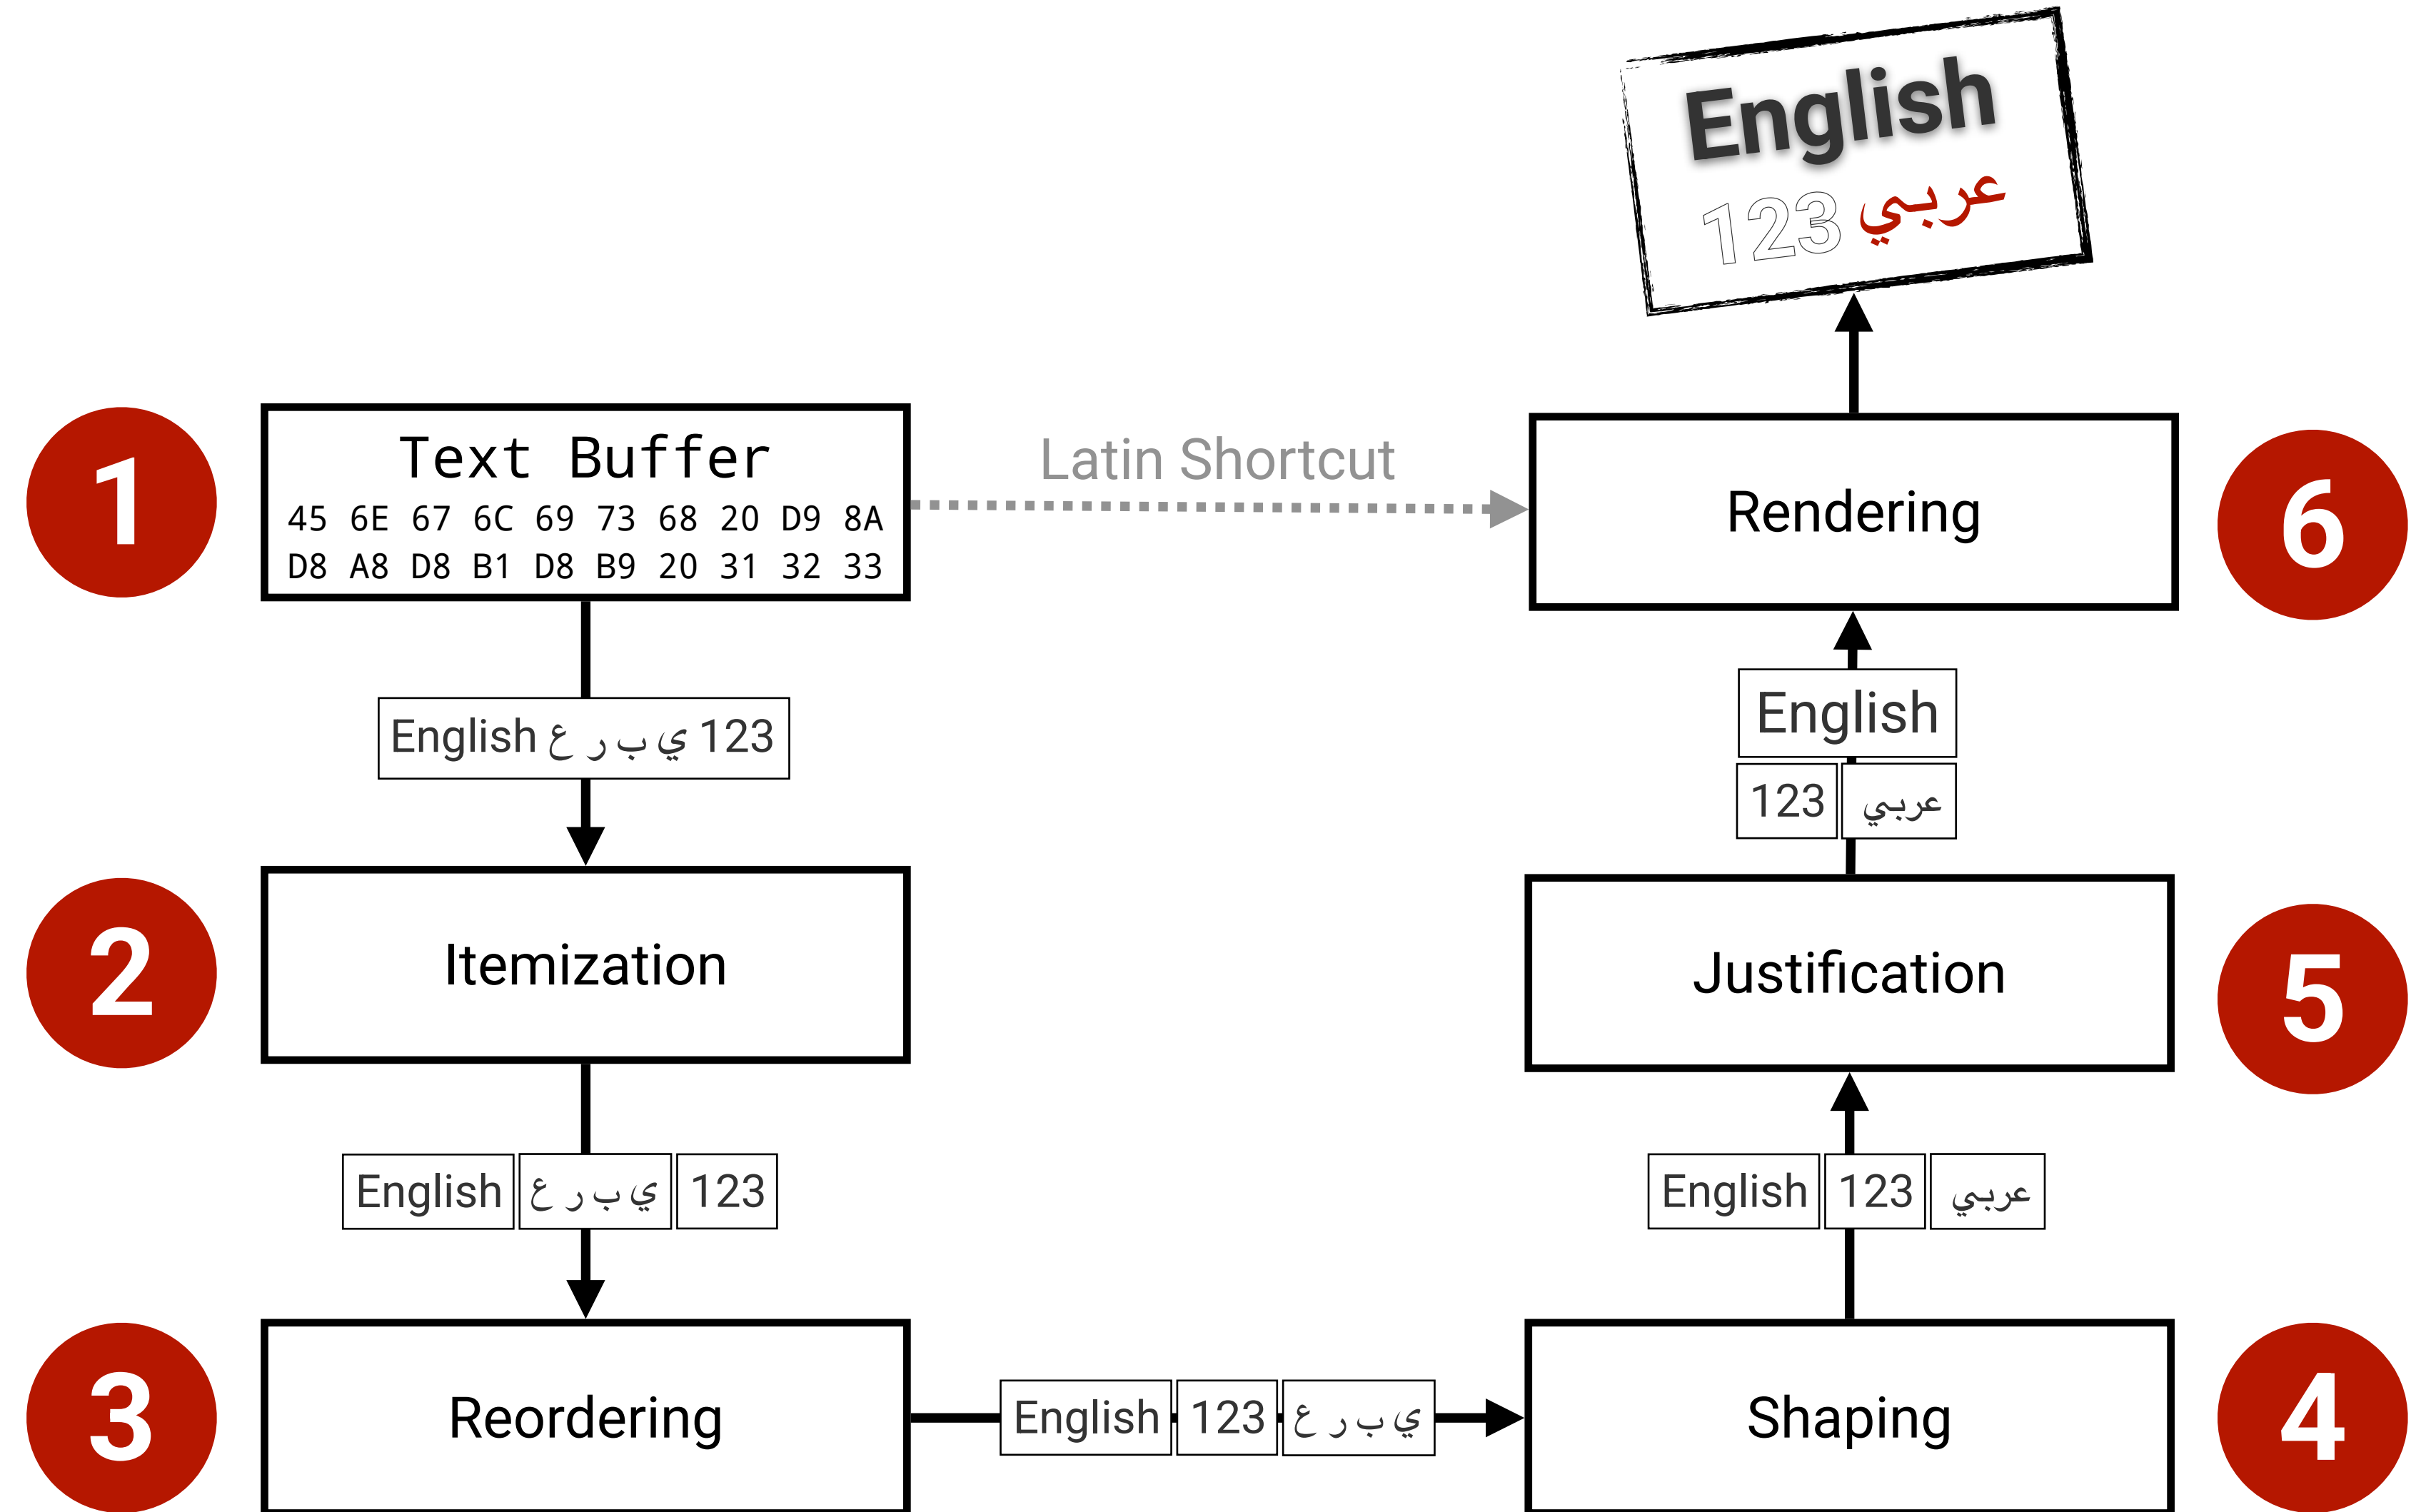 1
Text Buffer
45 6E 67 6C 69 73 68 20 D9 8A
D8 A8 D8 B1 D8 B9 20 31 32 33
Latin Shortcut
English ع ر ب ي 123
2
Itemization
English ع ر ب ي 123
3
Reordering
English 123 ع ر ب ي
4
Shaping
English 123 عربي
5
Justification
English
123 عربي
6
Rendering
English
123 عربي